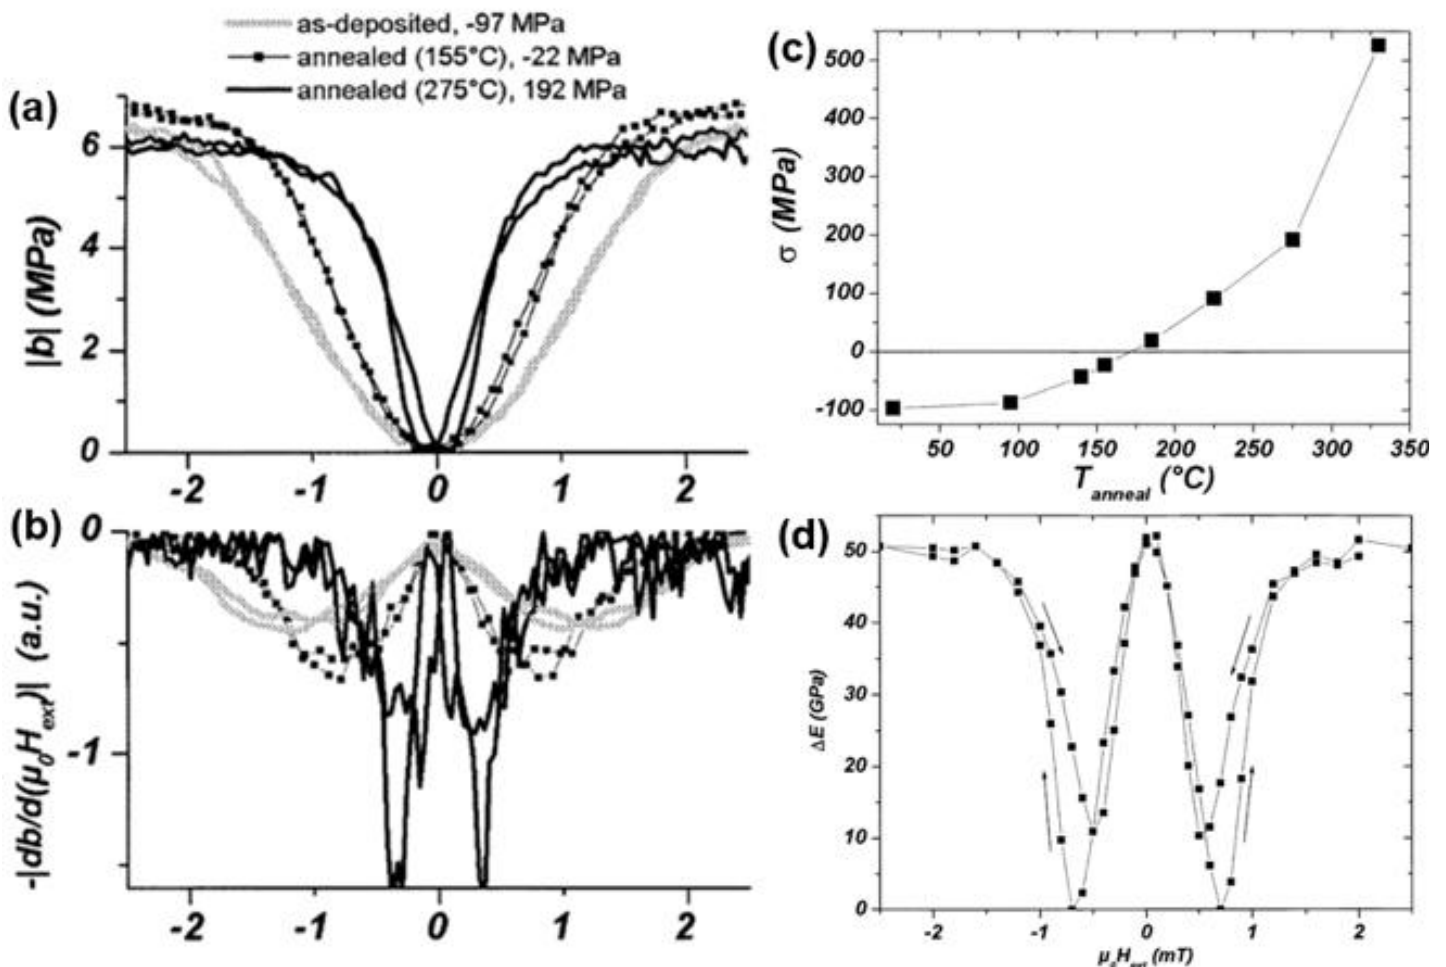 as-deposited, -97 MPa
annealed (155°C), -22 MPa
annealed (275°C), 192 MPa
(a)
|b| (MPa)
6
4
2
0
-2 -1 0 1 2
(b)
-|db/d(μ₀Hext)| (a.u.)
0
-1
-2 -1 0 1 2
(c)
σ (MPa)
500
400
300
200
100
0
-100
50 100 150 200 250 300 350
Tanneal (°C)
(d)
ΔE (GPa)
50
40
30
20
10
0
-2 -1 0 1 2
μ₀Hext (mT)